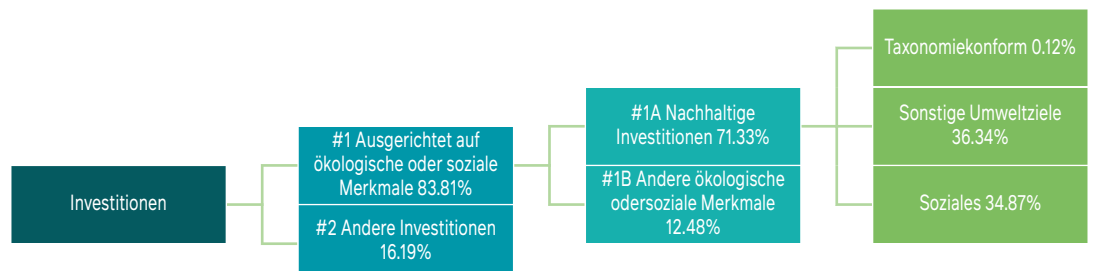 Investitionen
#1 Ausgerichtet auf
ökologische oder soziale
Merkmale 83.81%
#2 Andere Investitionen
16.19%
#1A Nachhaltige
Investitionen 71.33%
#1B Andere ökologische
odersoziale Merkmale
12.48%
Taxonomiekonform 0.12%
Sonstige Umweltziele
36.34%
Soziales 34.87%